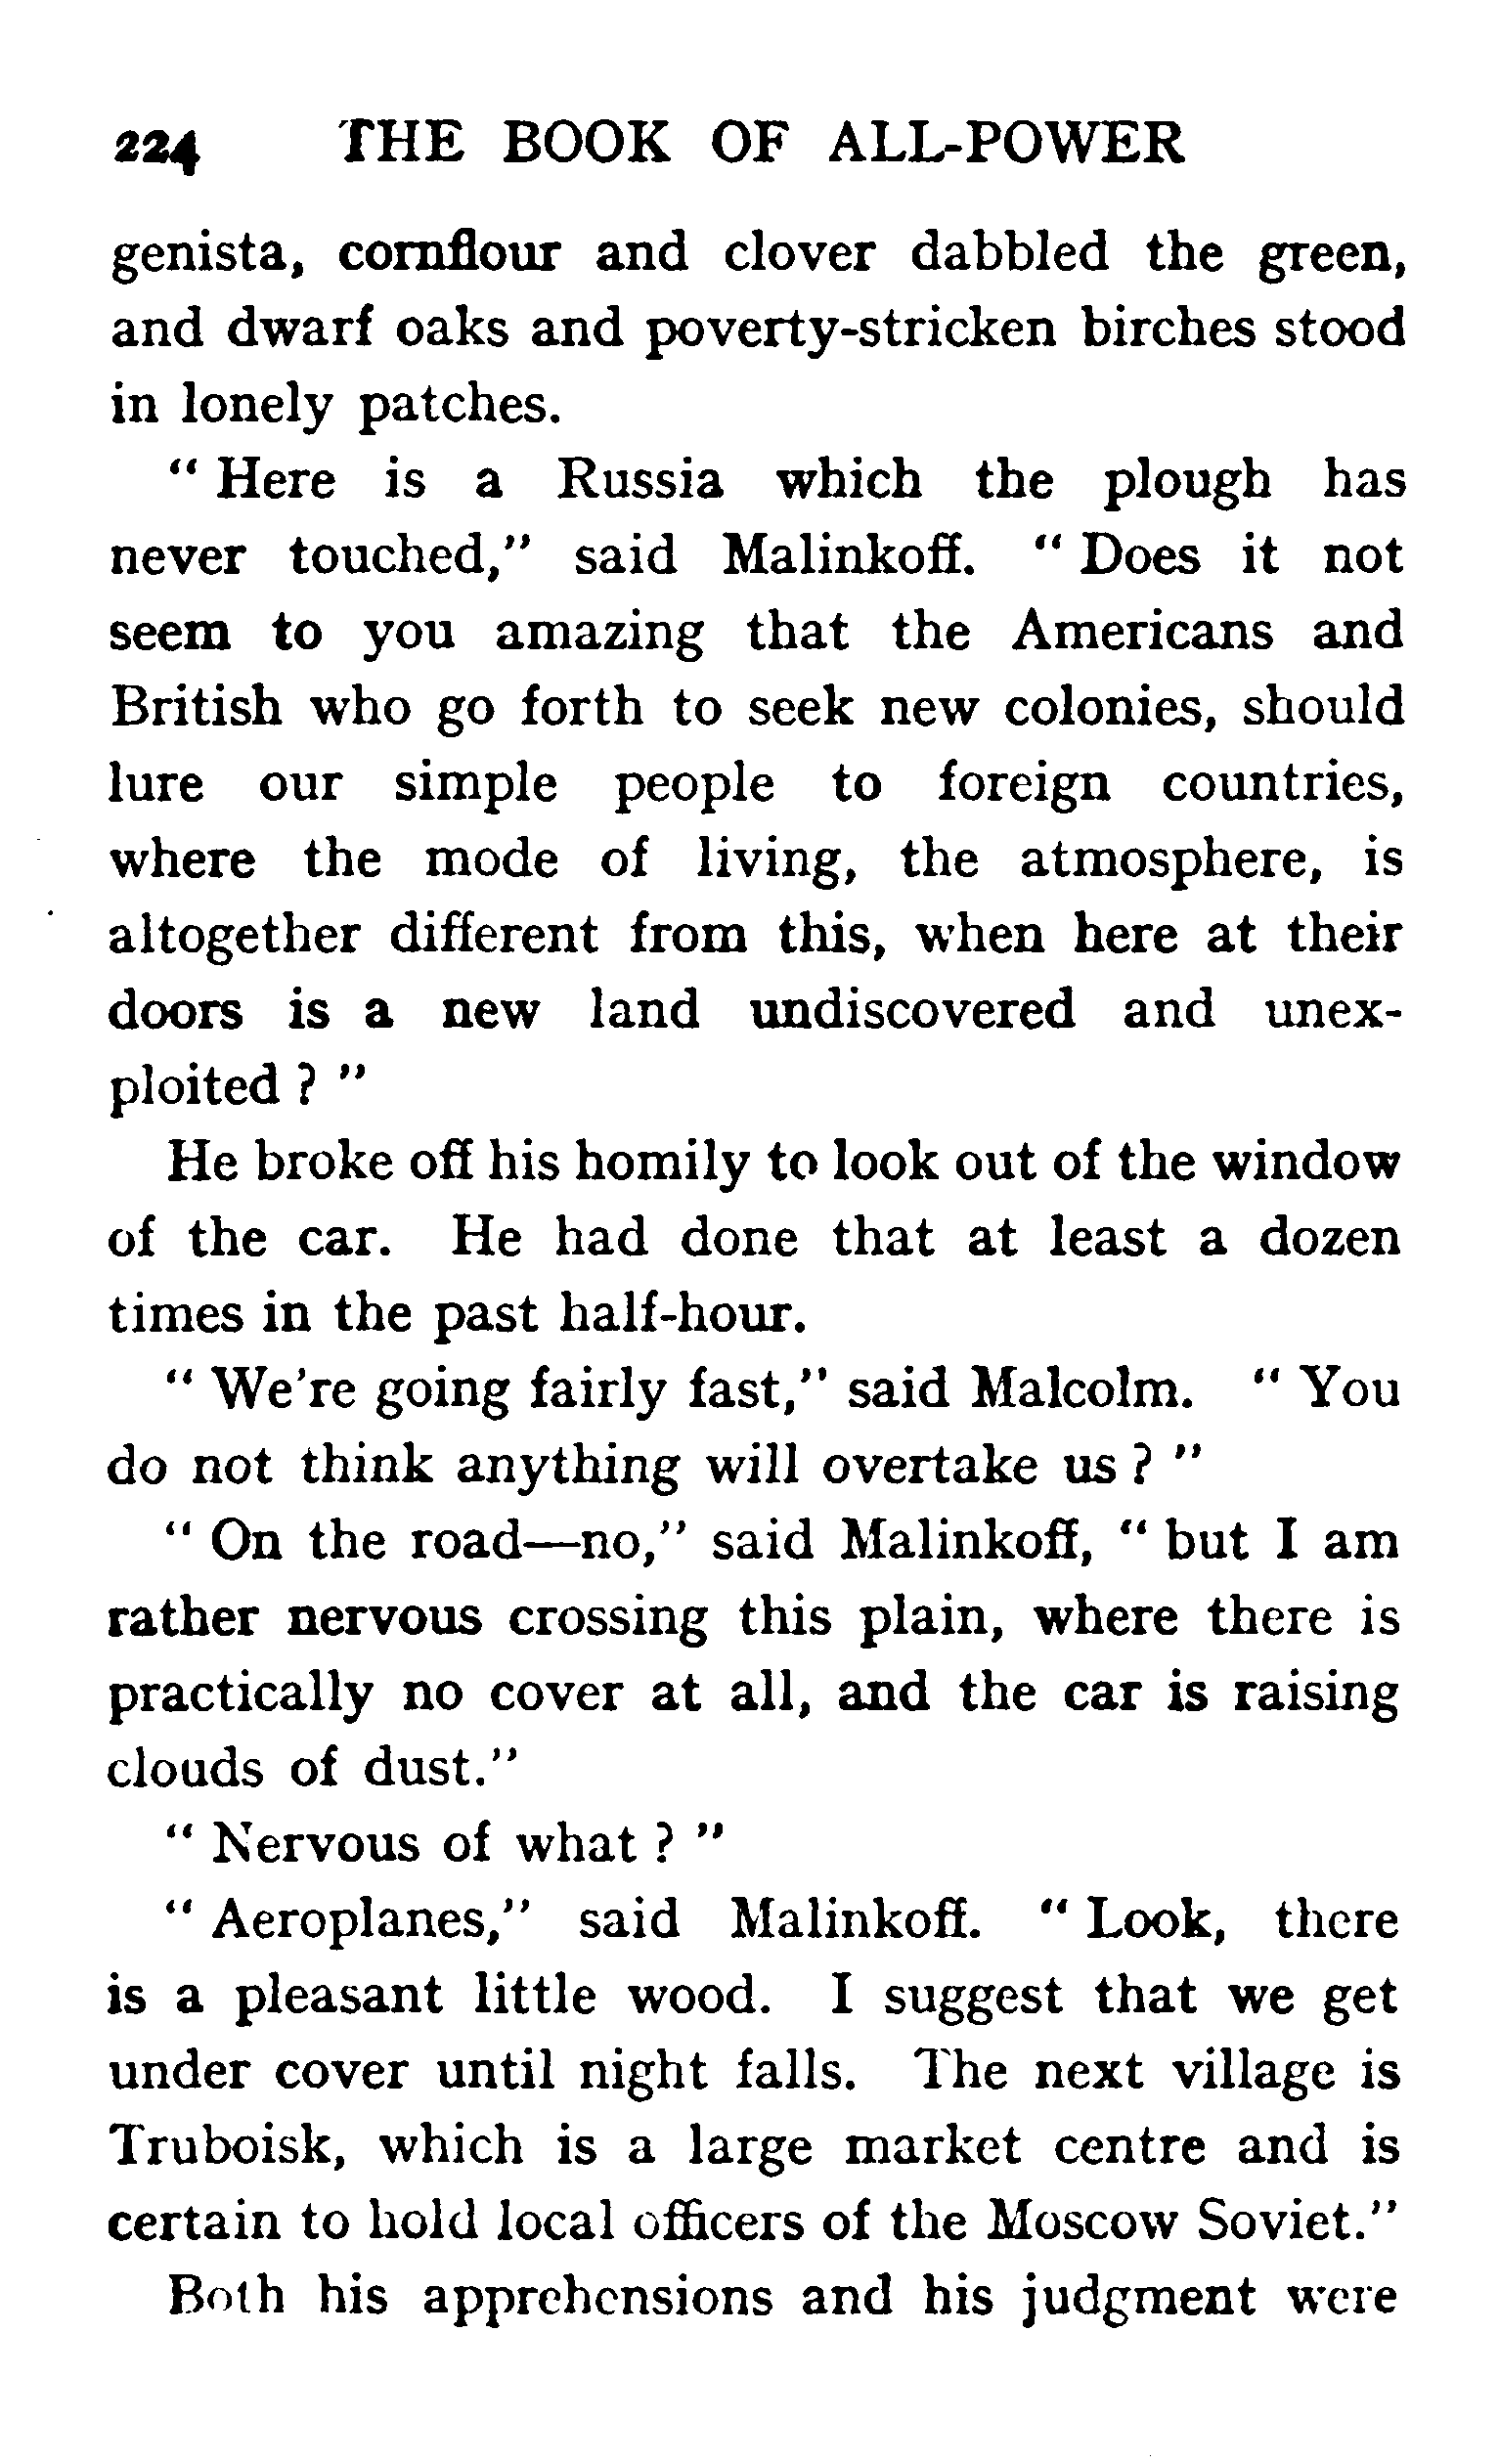 224 THE BOOK OF ALL-POWER
genista, cornflour and clover dabbled the green,
and dwarf oaks and poverty-stricken birches stood
in lonely patches.
" Here is a Russia which the plough has
never touched," said Malinkoff. " Does it not
seem to you amazing that the Americans and
British who go forth to seek new colonies, should
lure our simple people to foreign countries,
where the mode of living, the atmosphere, is
altogether different from this, when here at their
doors is a new land undiscovered and unex-
ploited ? "
He broke off his homily to look out of the window
of the car. He had done that at least a dozen
times in the past half-hour.
" We're going fairly fast," said Malcolm. " You
do not think anything will overtake us ? "
" On the road—no," said Malinkoff, " but I am
rather nervous crossing this plain, where there is
practically no cover at all, and the car is raising
clouds of dust."
" Nervous of what ? "
" Aeroplanes," said Malinkoff. " Look, there
is a pleasant little wood. I suggest that we get
under cover until night falls. The next village is
Truboisk, which is a large market centre and is
certain to hold local officers of the Moscow Soviet."
Both his apprehensions and his judgment were